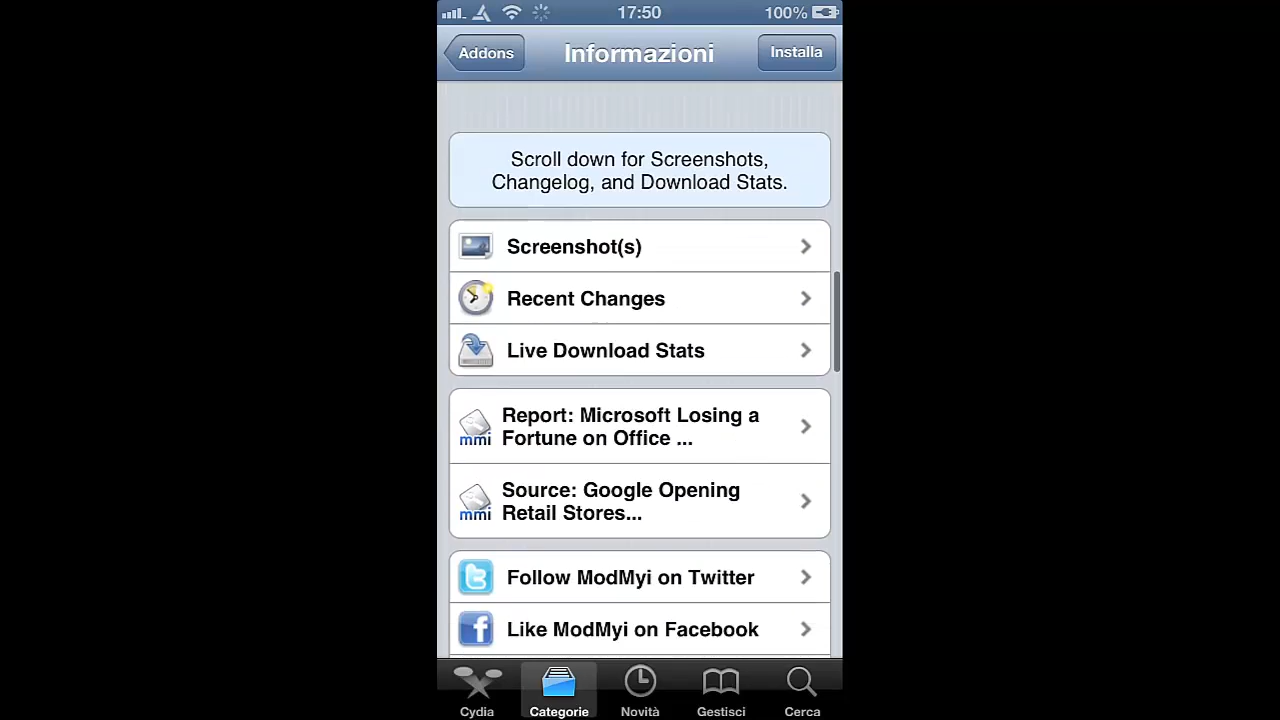 17:50
100%
Addons
Informazioni
Installa
Scroll down for Screenshots,
Changelog, and Download Stats.
Screenshot(s)
Recent Changes
Live Download Stats
mmi
Report: Microsoft Losing a
Fortune on Office ...
mmi
Source: Google Opening
Retail Stores...
Follow ModMyi on Twitter
Like ModMyi on Facebook
Cydia
Categorie
Novità
Gestisci
Cerca